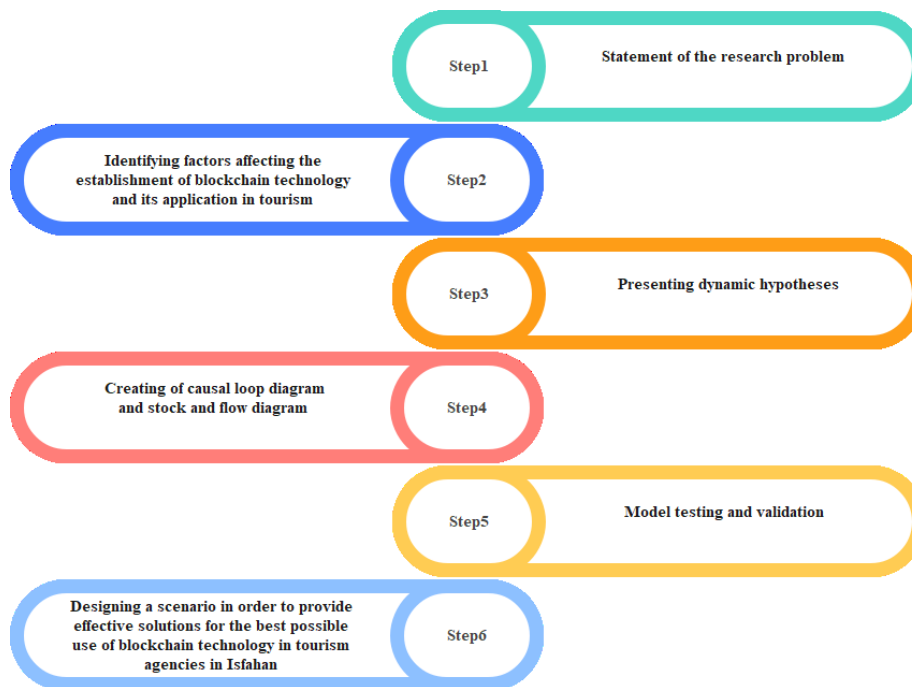 Step1
Statement of the research problem
Identifying factors affecting the
establishment of blockchain technology
and its application in tourism
Step2
Step3
Presenting dynamic hypotheses
Creating of causal loop diagram
and stock and flow diagram
Step4
Step5
Model testing and validation
Designing a scenario in order to provide
effective solutions for the best possible
use of blockchain technology in tourism
agencies in Isfahan
Step6